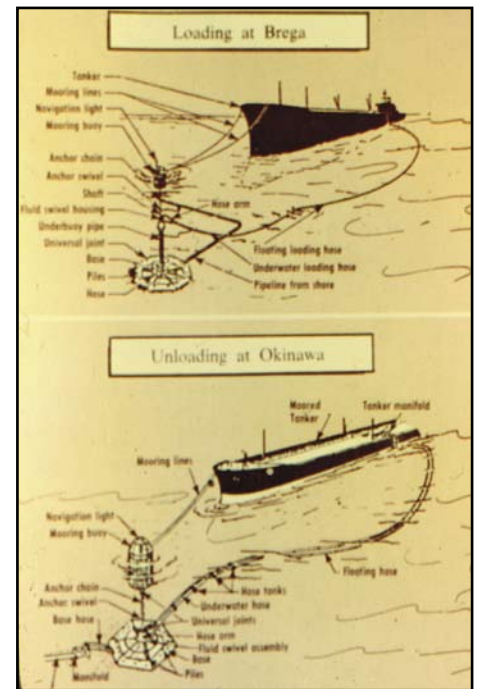 Loading at Brega
Tanker
Mooring lines
Navigation light
Mooring buoy
Anchor chain
Anchor swivel
Shaft
Fluid swivel housing
Underbuoy pipe
Universal joint
Base
Piles
Hose
Hose arm
Floating loading hose
Underwater loading hose
Pipeline from shore
Unloading at Okinawa
Moored Tanker
Tanker manifold
Mooring lines
Navigation light
Mooring buoy
Anchor chain
Anchor swivel
Base hose
Manifold
Floating hose
Hose tanks
Underwater hose
Universal joints
Hose arm
Fluid swivel assembly
Base
Piles